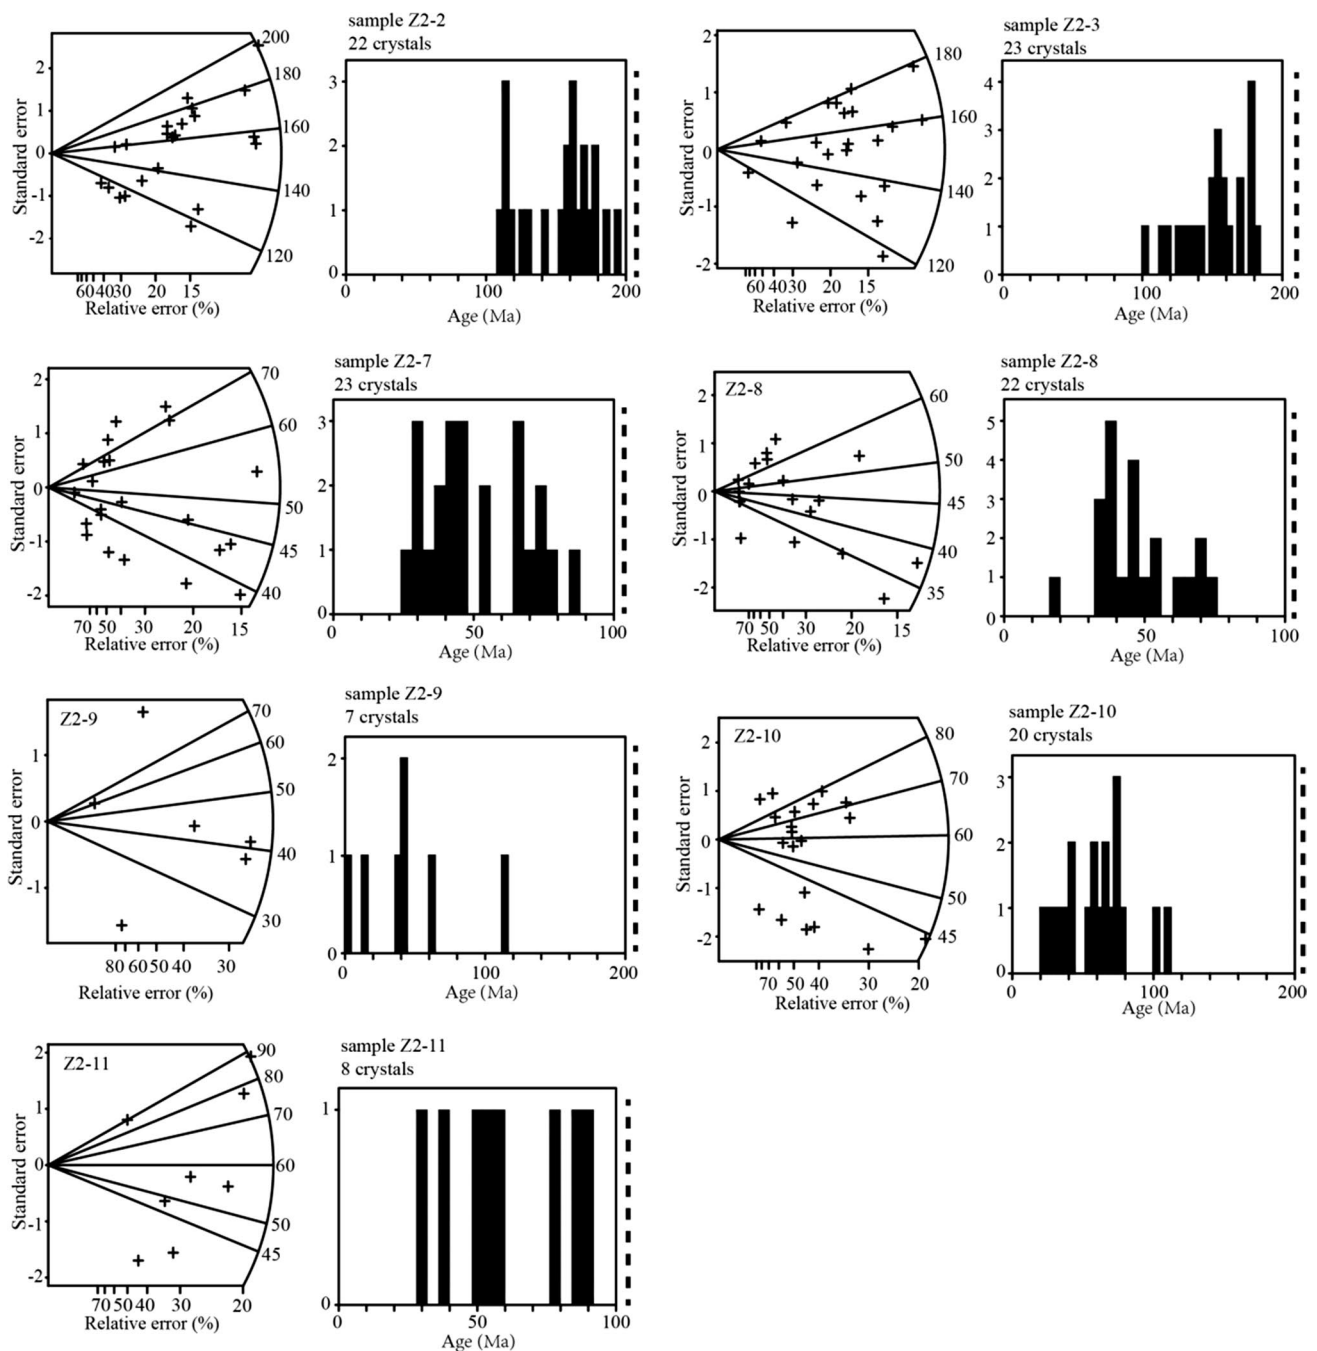 sample Z2-2
22 crystals
200
180
160
140
120
2
1
0
-1
-2
Standard error
60 40 30 20 15
Relative error (%)
3
2
1
0
0 100 200
Age (Ma)
sample Z2-3
23 crystals
180
160
140
120
2
1
0
-1
-2
Standard error
60 40 30 20 15
Relative error (%)
4
3
2
1
0
0 100 200
Age (Ma)
sample Z2-7
23 crystals
70
60
50
45
40
2
1
0
-1
-2
Standard error
70 50 30 20 15
Relative error (%)
3
2
1
0
0 50 100
Age (Ma)
Z2-8
sample Z2-8
22 crystals
60
50
45
40
35
2
1
0
-1
-2
Standard error
70 50 30 20 15
Relative error (%)
5
4
3
2
1
0
0 50 100
Age (Ma)
Z2-9
sample Z2-9
7 crystals
70
60
50
40
30
1
0
-1
Standard error
80 60 50 40 30
Relative error (%)
2
1
0
0 100 200
Age (Ma)
Z2-10
sample Z2-10
20 crystals
80
70
60
50
45
2
1
0
-1
-2
Standard error
70 50 40 30 20
Relative error (%)
3
2
1
0
0 100 200
Age (Ma)
Z2-11
sample Z2-11
8 crystals
90
80
70
60
50
45
2
1
0
-1
-2
Standard error
70 50 40 30 20
Relative error (%)
1
0
0 50 100
Age (Ma)